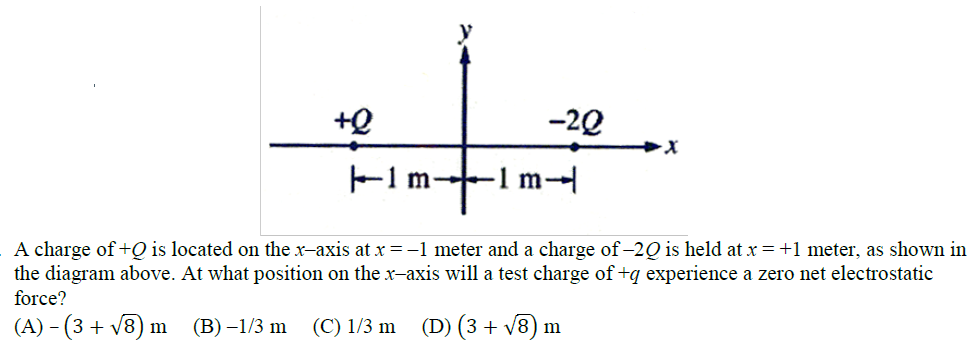 y
+Q −2Q
x
1 m 1 m
A charge of +Q is located on the x–axis at x = –1 meter and a charge of –2Q is held at x = +1 meter, as shown in
the diagram above. At what position on the x–axis will a test charge of +q experience a zero net electrostatic
force?
(A) – (3 + √8) m (B) –1/3 m (C) 1/3 m (D) (3 + √8) m